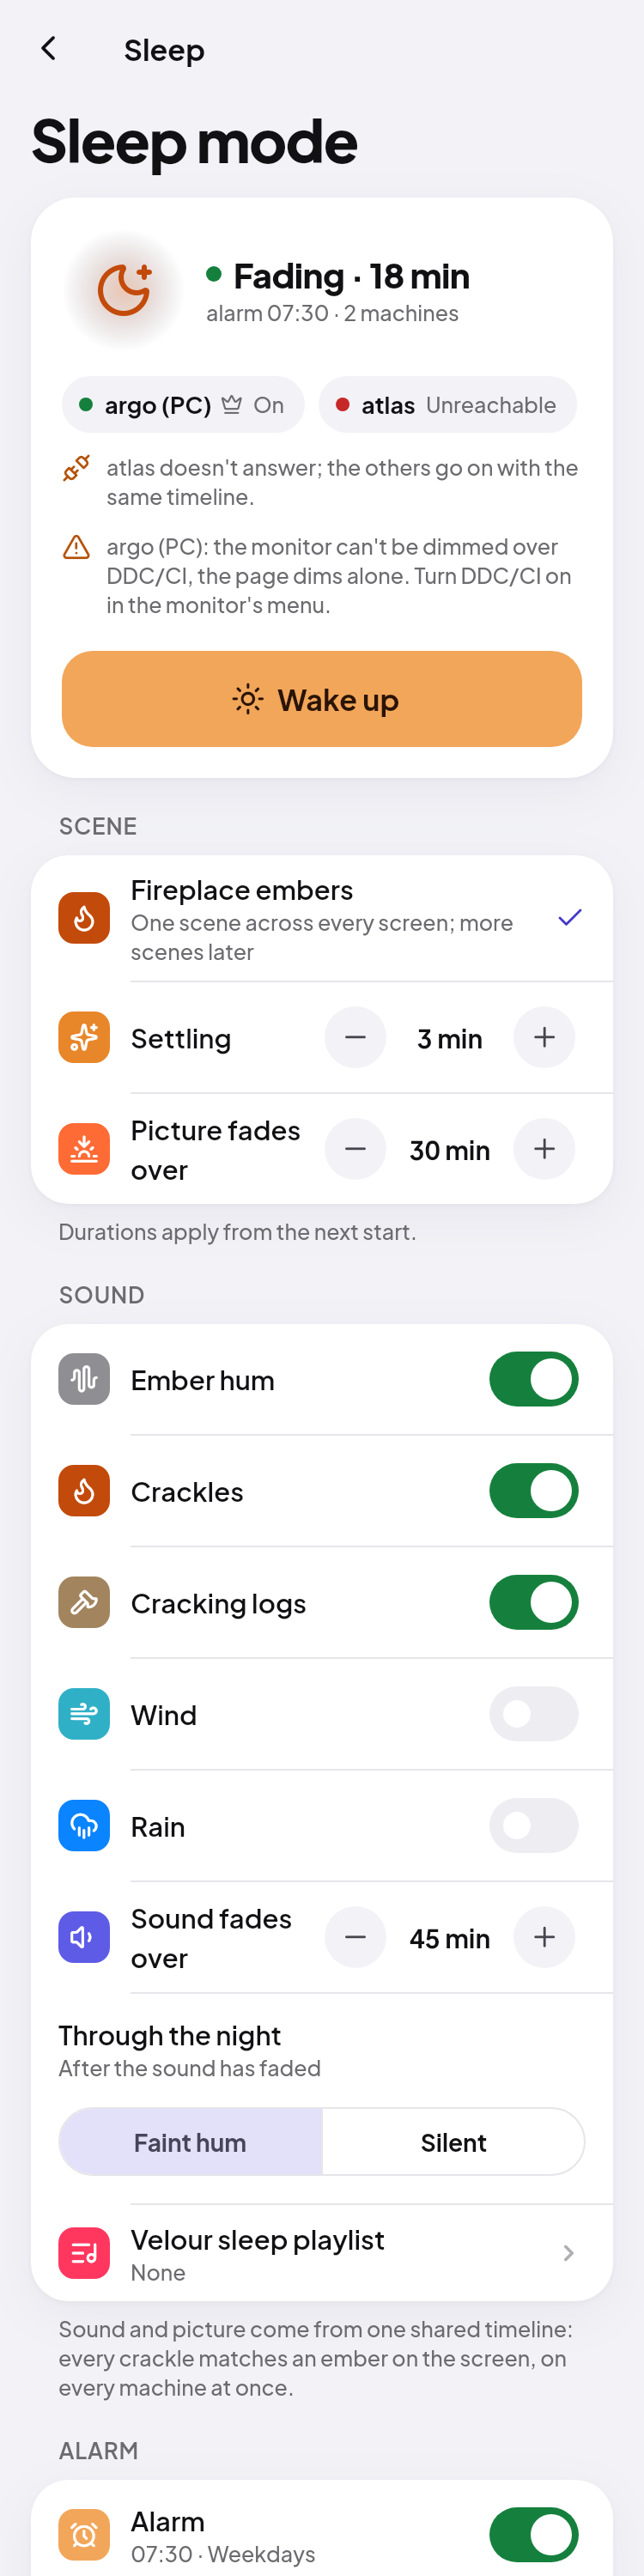 Sleep
Sleep mode
Fading · 18 min
alarm 07:30 · 2 machines
argo (PC) On
atlas Unreachable
atlas doesn't answer; the others go on with the
same timeline.
argo (PC): the monitor can't be dimmed over
DDC/CI, the page dims alone. Turn DDC/CI on
in the monitor's menu.
Wake up
SCENE
Fireplace embers
One scene across every screen; more
scenes later
Settling
3 min
Picture fades
over
30 min
Durations apply from the next start.
SOUND
Ember hum
Crackles
Cracking logs
Wind
Rain
Sound fades
over
45 min
Through the night
After the sound has faded
Faint hum
Silent
Velour sleep playlist
None
Sound and picture come from one shared timeline:
every crackle matches an ember on the screen, on
every machine at once.
ALARM
Alarm
07:30 · Weekdays